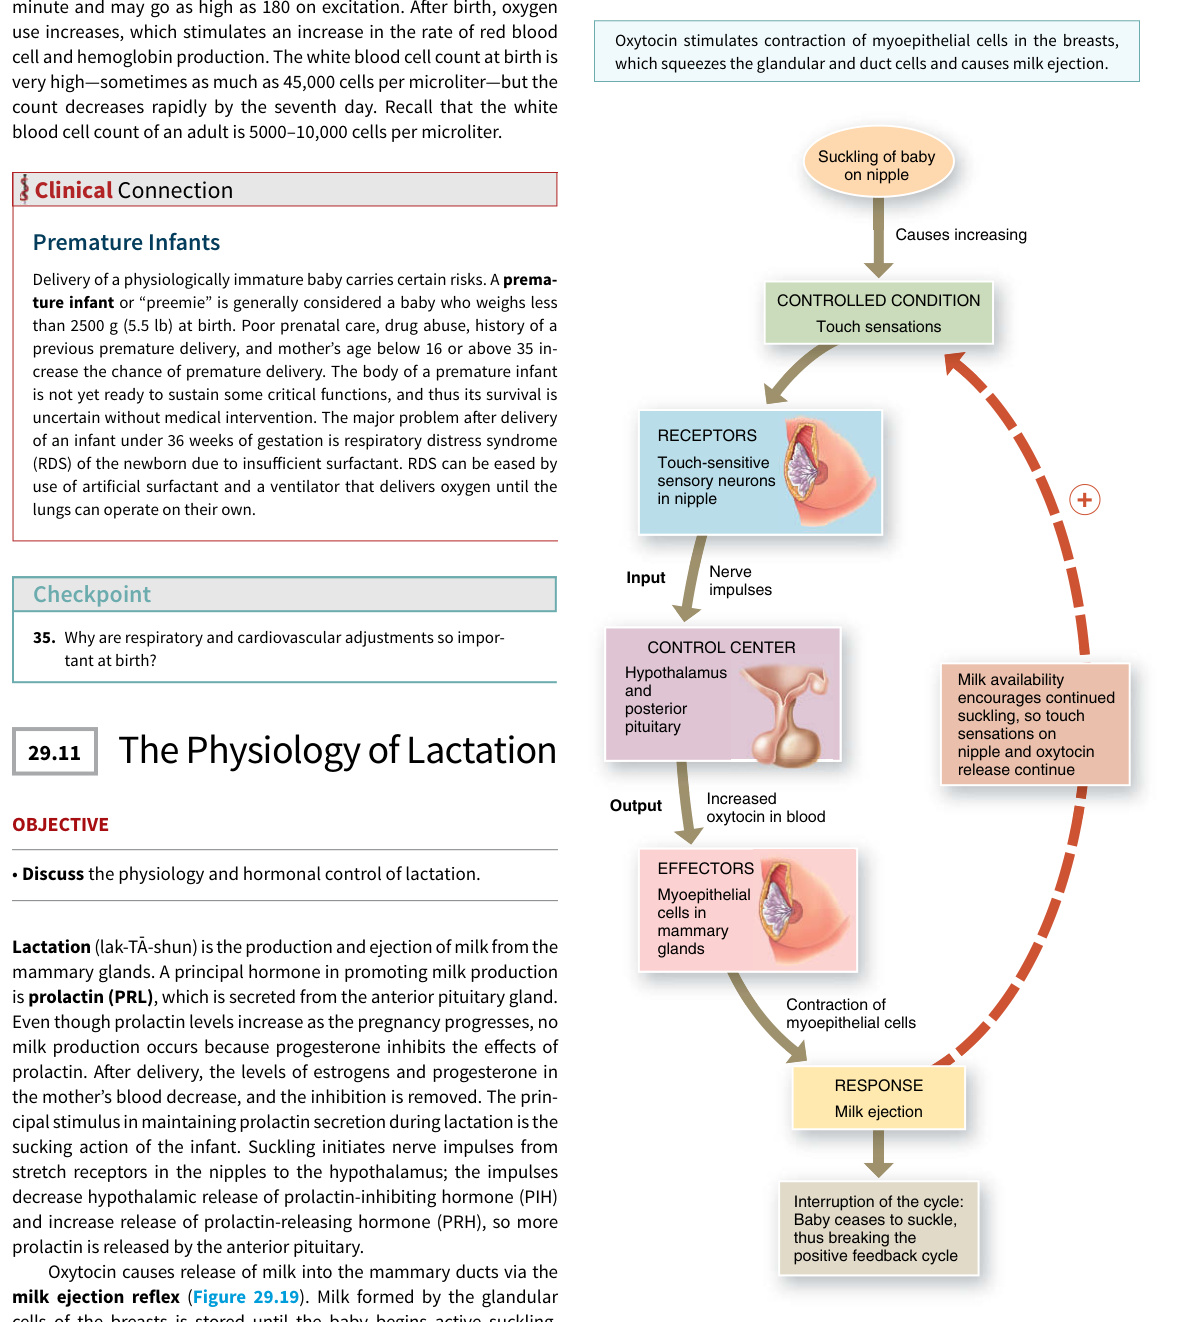 minute and may go as high as 180 on excitation. After birth, oxygen
use increases, which stimulates an increase in the rate of red blood
cell and hemoglobin production. The white blood cell count at birth is
very high—sometimes as much as 45,000 cells per microliter—but the
count decreases rapidly by the seventh day. Recall that the white
blood cell count of an adult is 5000–10,000 cells per microliter.
Clinical Connection
Premature Infants
Delivery of a physiologically immature baby carries certain risks. A prema-
ture infant or “preemie” is generally considered a baby who weighs less
than 2500 g (5.5 lb) at birth. Poor prenatal care, drug abuse, history of a
previous premature delivery, and mother’s age below 16 or above 35 in-
crease the chance of premature delivery. The body of a premature infant
is not yet ready to sustain some critical functions, and thus its survival is
uncertain without medical intervention. The major problem after delivery
of an infant under 36 weeks of gestation is respiratory distress syndrome
(RDS) of the newborn due to insufficient surfactant. RDS can be eased by
use of artificial surfactant and a ventilator that delivers oxygen until the
lungs can operate on their own.
Checkpoint
35. Why are respiratory and cardiovascular adjustments so impor-
tant at birth?
29.11 The Physiology of Lactation
OBJECTIVE
• Discuss the physiology and hormonal control of lactation.
Lactation (lak-TĀ-shun) is the production and ejection of milk from the
mammary glands. A principal hormone in promoting milk production
is prolactin (PRL), which is secreted from the anterior pituitary gland.
Even though prolactin levels increase as the pregnancy progresses, no
milk production occurs because progesterone inhibits the effects of
prolactin. After delivery, the levels of estrogens and progesterone in
the mother’s blood decrease, and the inhibition is removed. The prin-
cipal stimulus in maintaining prolactin secretion during lactation is the
sucking action of the infant. Suckling initiates nerve impulses from
stretch receptors in the nipples to the hypothalamus; the impulses
decrease hypothalamic release of prolactin-inhibiting hormone (PIH)
and increase release of prolactin-releasing hormone (PRH), so more
prolactin is released by the anterior pituitary.
Oxytocin causes release of milk into the mammary ducts via the
milk ejection reflex (Figure 29.19). Milk formed by the glandular
cells of the breasts is stored until the baby begins active suckling.
Oxytocin stimulates contraction of myoepithelial cells in the breasts,
which squeezes the glandular and duct cells and causes milk ejection.
Suckling of baby
on nipple
Causes increasing
CONTROLLED CONDITION
Touch sensations
RECEPTORS
Touch-sensitive
sensory neurons
in nipple
+
Input
Nerve
impulses
CONTROL CENTER
Hypothalamus
and
posterior
pituitary
Milk availability
encourages continued
suckling, so touch
sensations on
nipple and oxytocin
release continue
Output
Increased
oxytocin in blood
EFFECTORS
Myoepithelial
cells in
mammary
glands
Contraction of
myoepithelial cells
RESPONSE
Milk ejection
Interruption of the cycle:
Baby ceases to suckle,
thus breaking the
positive feedback cycle